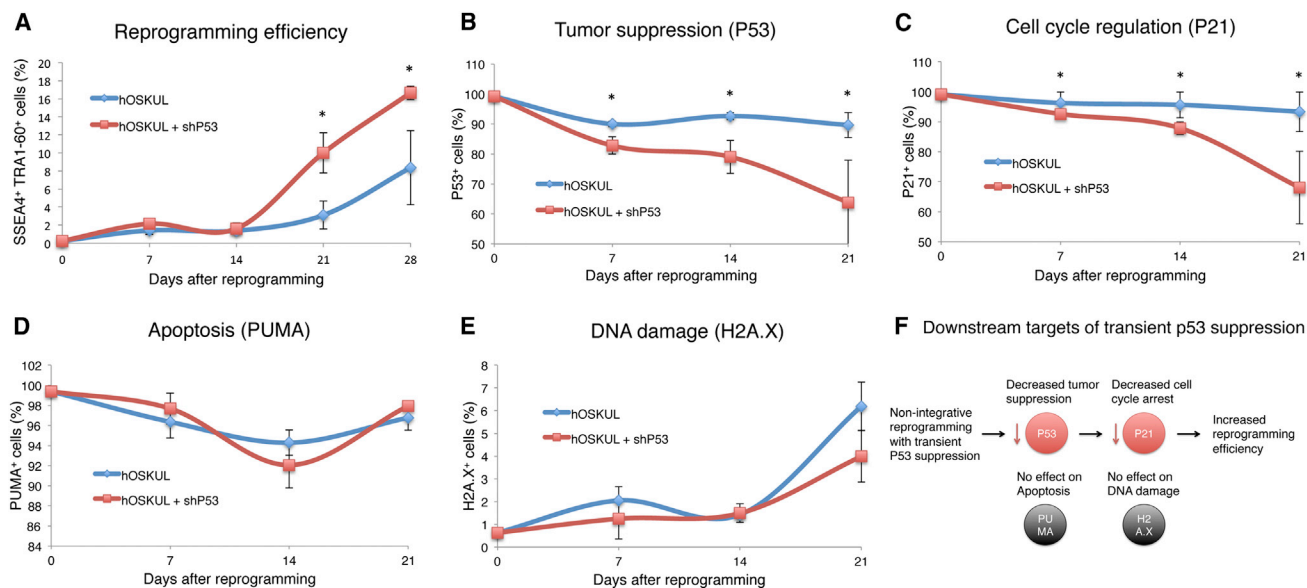 A
Reprogramming efficiency
SSEA4⁺ TRA1-60⁺ cells (%)
20
18
16
14
12
10
8
6
4
2
0
hOSKUL
hOSKUL + shP53
*
*
0 7 14 21 28
Days after reprogramming
B
Tumor suppression (P53)
P53⁺ cells (%)
110
100
90
80
70
60
50
* * *
hOSKUL
hOSKUL + shP53
0 7 14 21
Days after reprogramming
C
Cell cycle regulation (P21)
P21⁺ cells (%)
110
100
90
80
70
60
50
* * *
hOSKUL
hOSKUL + shP53
0 7 14 21
Days after reprogramming
D
Apoptosis (PUMA)
PUMA⁺ cells (%)
102
100
98
96
94
92
90
88
86
84
hOSKUL
hOSKUL + shP53
0 7 14 21
Days after reprogramming
E
DNA damage (H2A.X)
H2A.X⁺ cells (%)
8
7
6
5
4
3
2
1
0
hOSKUL
hOSKUL + shP53
0 7 14 21
Days after reprogramming
F
Downstream targets of transient p53 suppression
Non-integrative
reprogramming
with transient
P53 suppression
Decreased tumor
suppression
P53
Decreased cell
cycle arrest
P21
Increased
reprogramming
efficiency
No effect on
Apoptosis
PU
MA
No effect on
DNA damage
H2
A.X